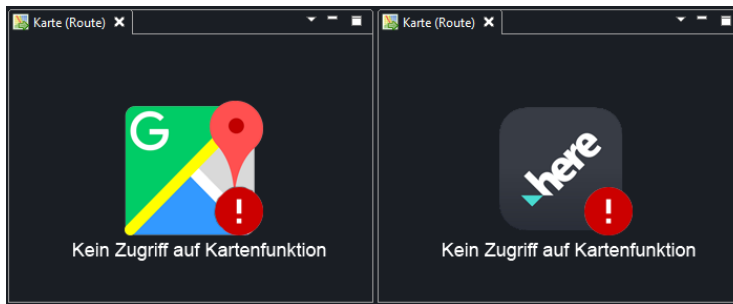 Karte (Route)
Karte (Route)
G
here
Kein Zugriff auf Kartenfunktion
Kein Zugriff auf Kartenfunktion